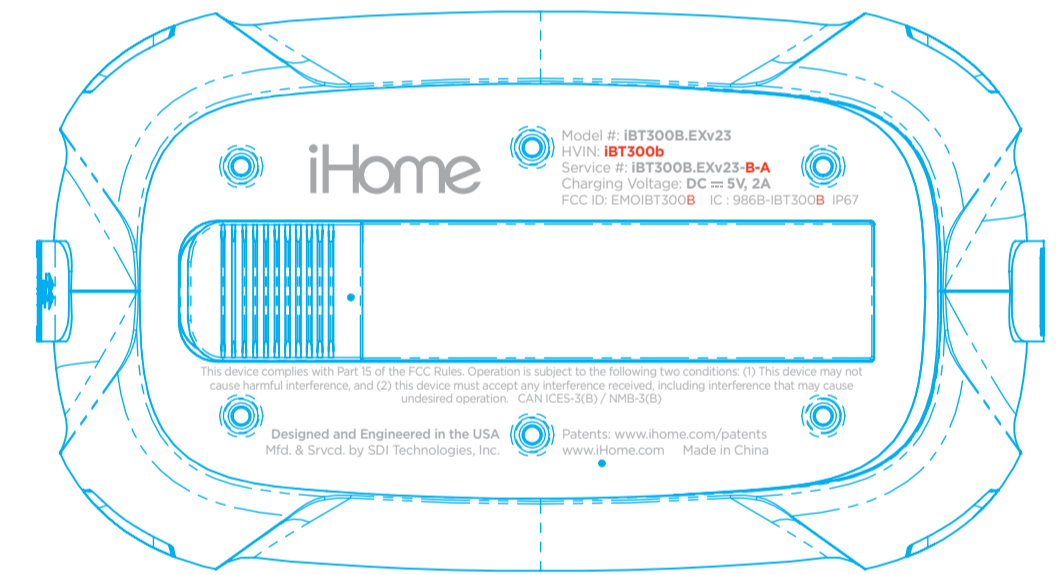 iHome
Model #: iBT300B.EXv23
HVIN: iBT300b
Service #: iBT300B.EXv23-B-A
Charging Voltage: DC ⎓ 5V, 2A
FCC ID: EMOIBT300B IC : 986B-IBT300B IP67
This device complies with Part 15 of the FCC Rules. Operation is subject to the following two conditions: (1) This device may not
cause harmful interference, and (2) this device must accept any interference received, including interference that may cause
undesired operation. CAN ICES-3(B) / NMB-3(B)
Designed and Engineered in the USA
Mfd. & Srvcd. by SDI Technologies, Inc.
Patents: www.ihome.com/patents
www.iHome.com Made in China